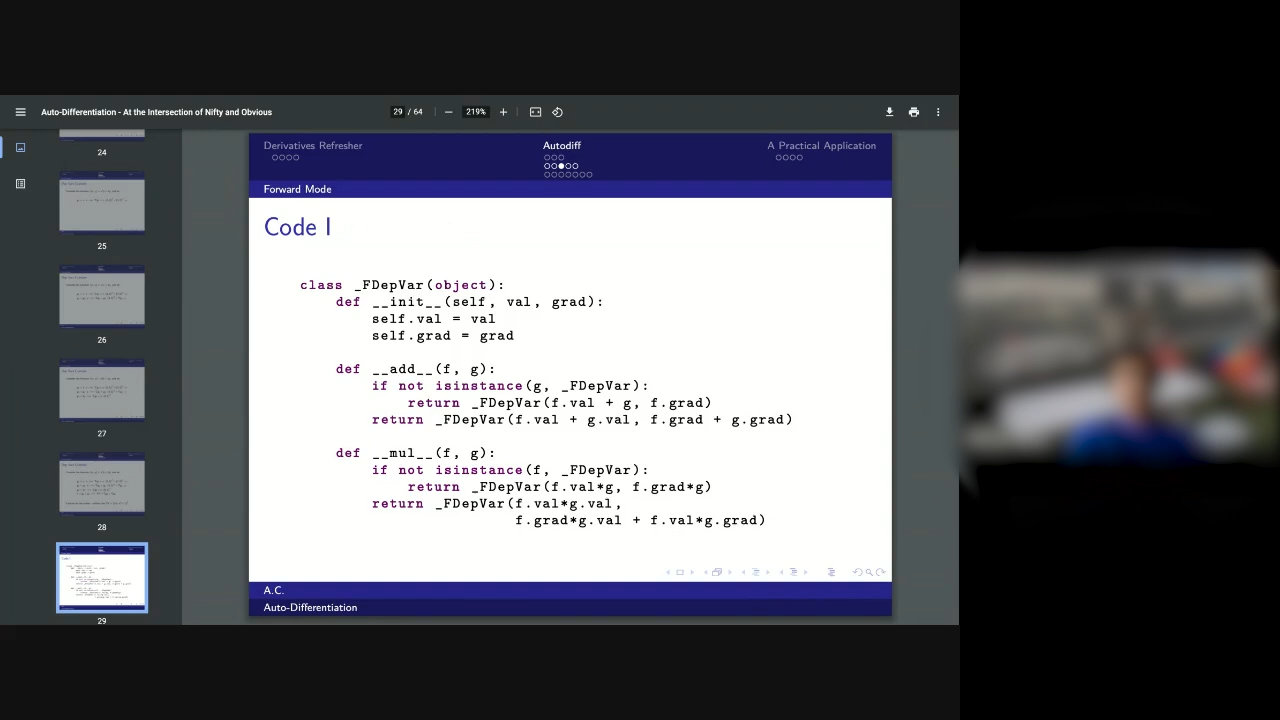 Auto-Differentiation - At the Intersection of Nifty and Obvious
29 / 64
219%
24
25
26
27
28
29
Derivatives Refresher
Autodiff
A Practical Application
Forward Mode
Code I
class _FDepVar(object):
    def __init__(self, val, grad):
        self.val = val
        self.grad = grad
    def __add__(f, g):
        if not isinstance(g, _FDepVar):
            return _FDepVar(f.val + g, f.grad)
        return _FDepVar(f.val + g.val, f.grad + g.grad)
    def __mul__(f, g):
        if not isinstance(f, _FDepVar):
            return _FDepVar(f.val*g, f.grad*g)
        return _FDepVar(f.val*g.val,
                        f.grad*g.val + f.val*g.grad)
A.C.
Auto-Differentiation